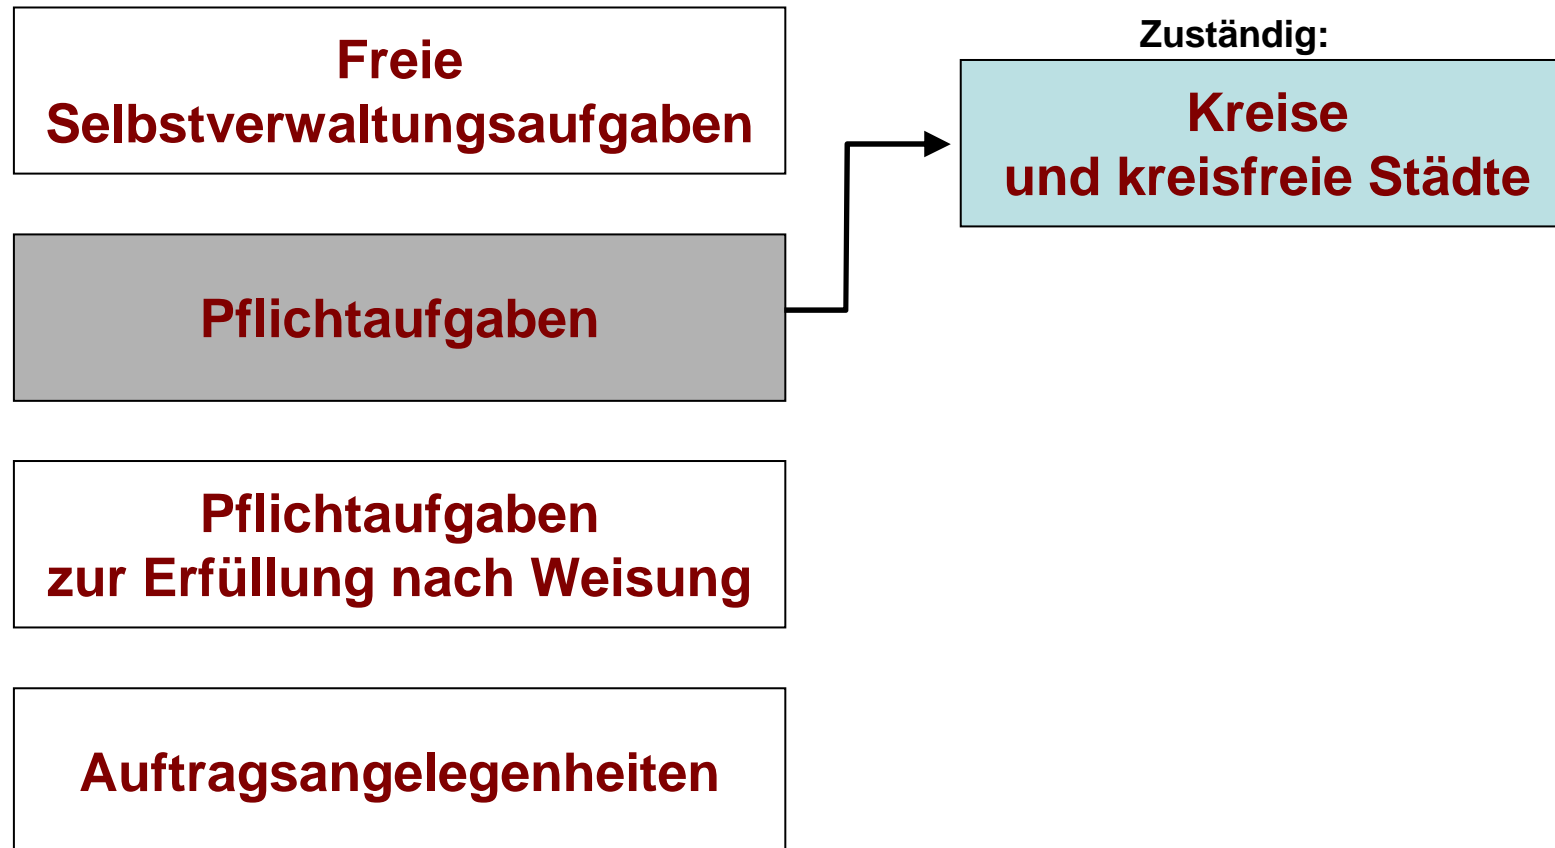 Freie
Selbstverwaltungsaufgaben
Zuständig:
Kreise
und kreisfreie Städte
Pflichtaufgaben
Pflichtaufgaben
zur Erfüllung nach Weisung
Auftragsangelegenheiten